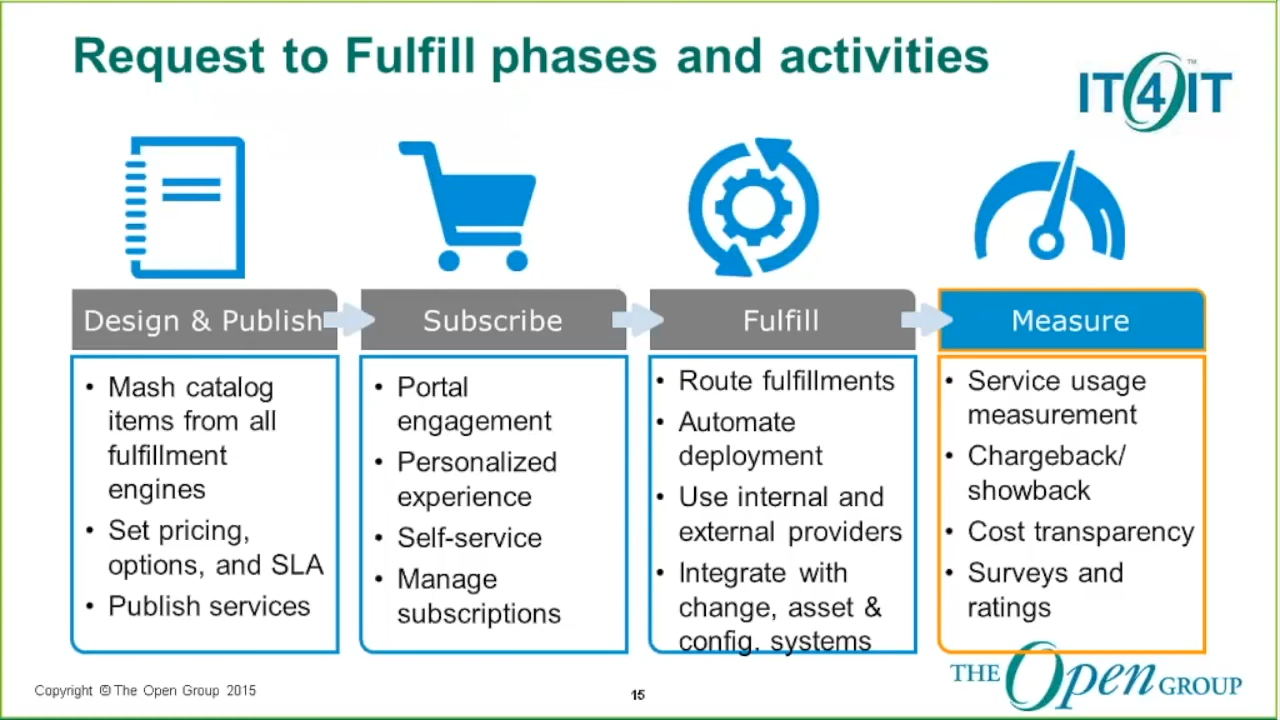 Request to Fulfill phases and activities
IT4IT™
Design & Publish
Subscribe
Fulfill
Measure
• Mash catalog
items from all
fulfillment
engines
• Set pricing,
options, and SLA
• Publish services
• Portal
engagement
• Personalized
experience
• Self-service
• Manage
subscriptions
• Route fulfillments
• Automate
deployment
• Use internal and
external providers
• Integrate with
change, asset &
config. systems
• Service usage
measurement
• Chargeback/
showback
• Cost transparency
• Surveys and
ratings
Copyright © The Open Group 2015
15
THE Open GROUP